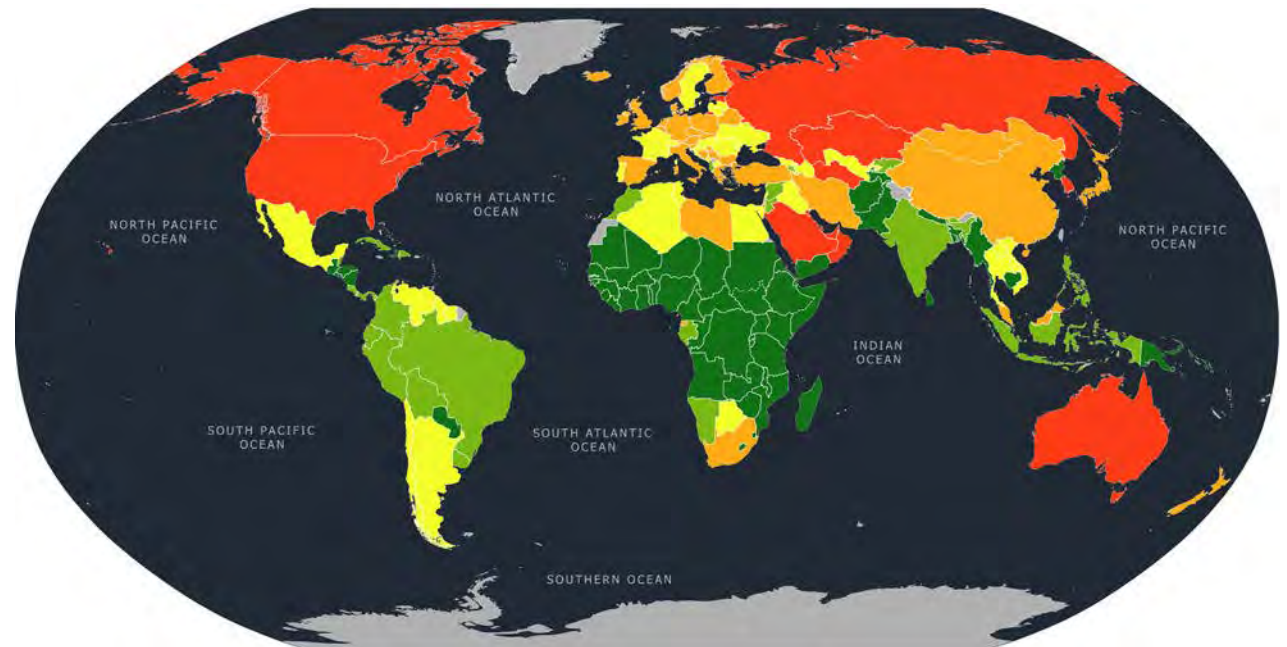 NORTH ATLANTIC
OCEAN
NORTH PACIFIC
OCEAN
NORTH PACIFIC
OCEAN
INDIAN
OCEAN
SOUTH PACIFIC
OCEAN
SOUTH ATLANTIC
OCEAN
SOUTHERN OCEAN